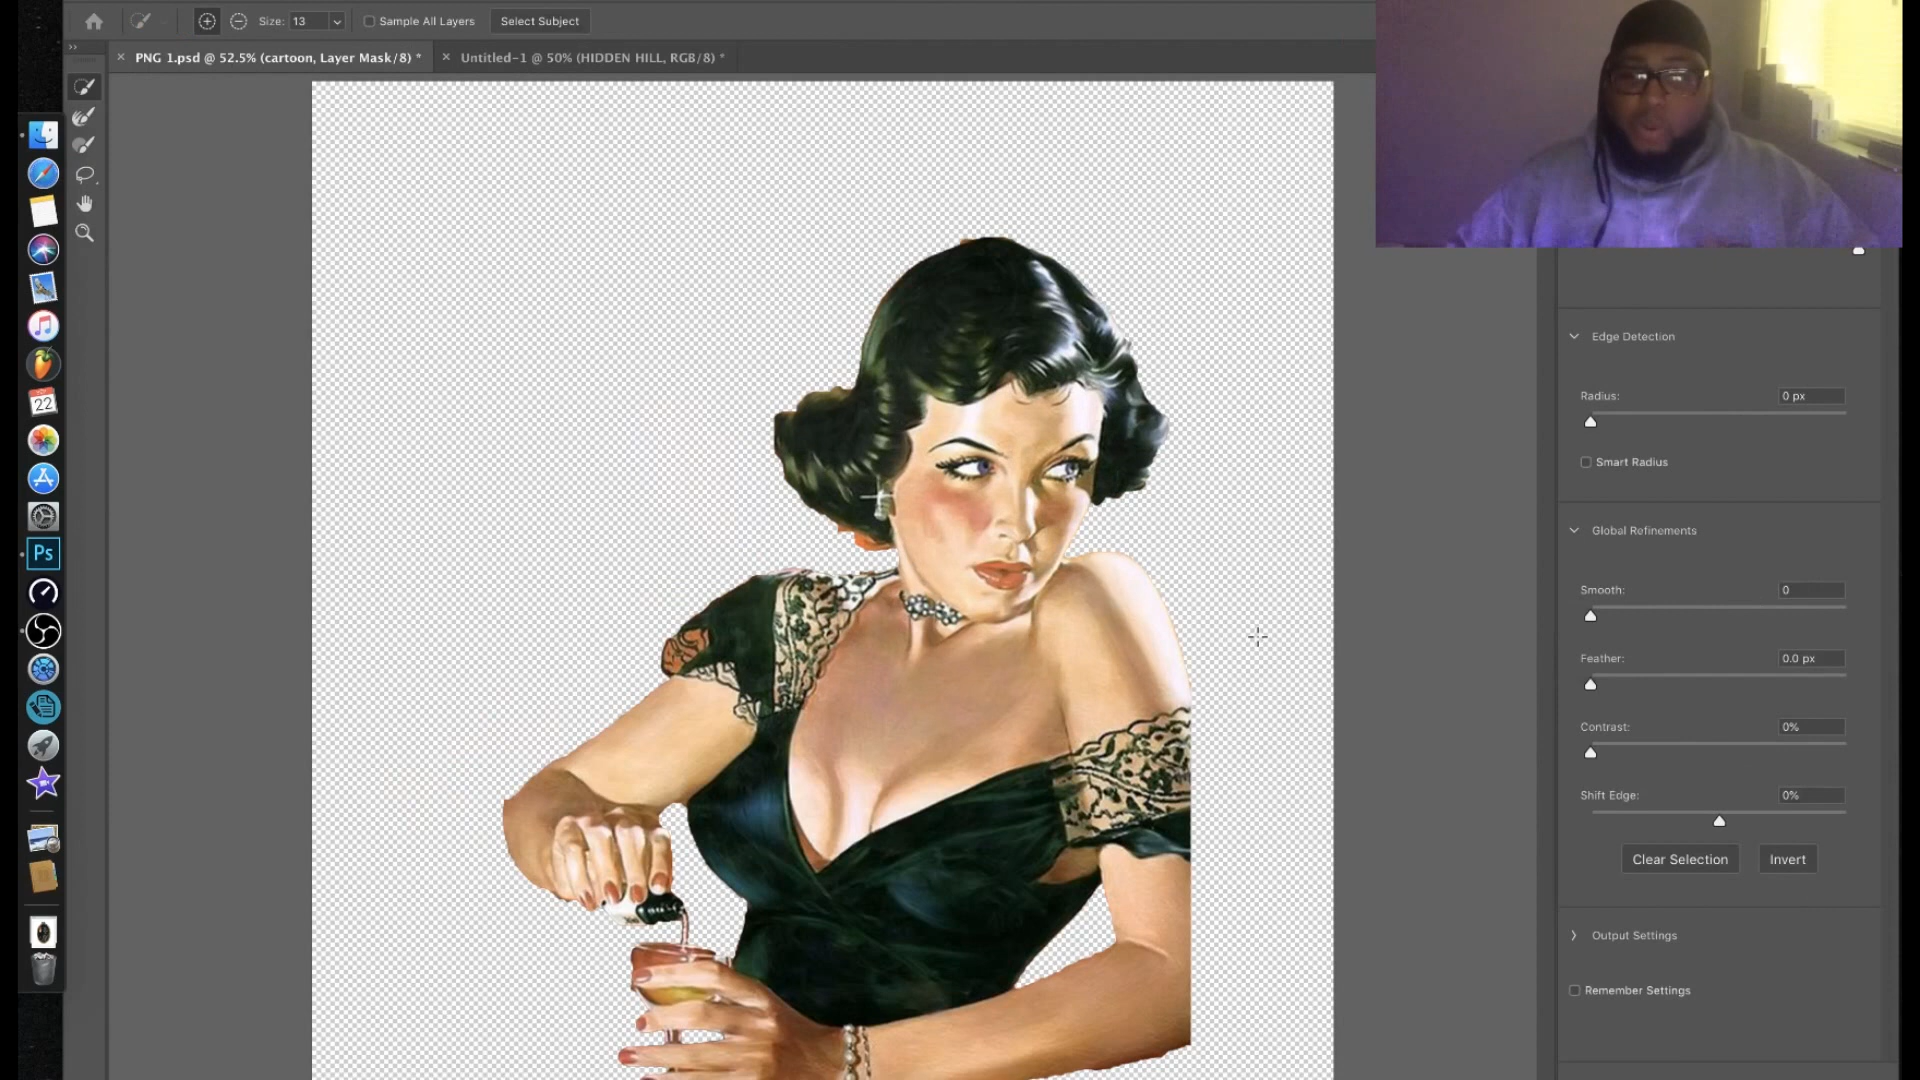 Size: 13
Sample All Layers
Select Subject
PNG 1.psd @ 52.5% (cartoon, Layer Mask/8) *
Untitled-1 @ 50% (HIDDEN HILL, RGB/8) *
22
Ps
Edge Detection
Radius: 0 px
Smart Radius
Global Refinements
Smooth: 0
Feather: 0.0 px
Contrast: 0%
Shift Edge: 0%
Clear Selection
Invert
Output Settings
Remember Settings